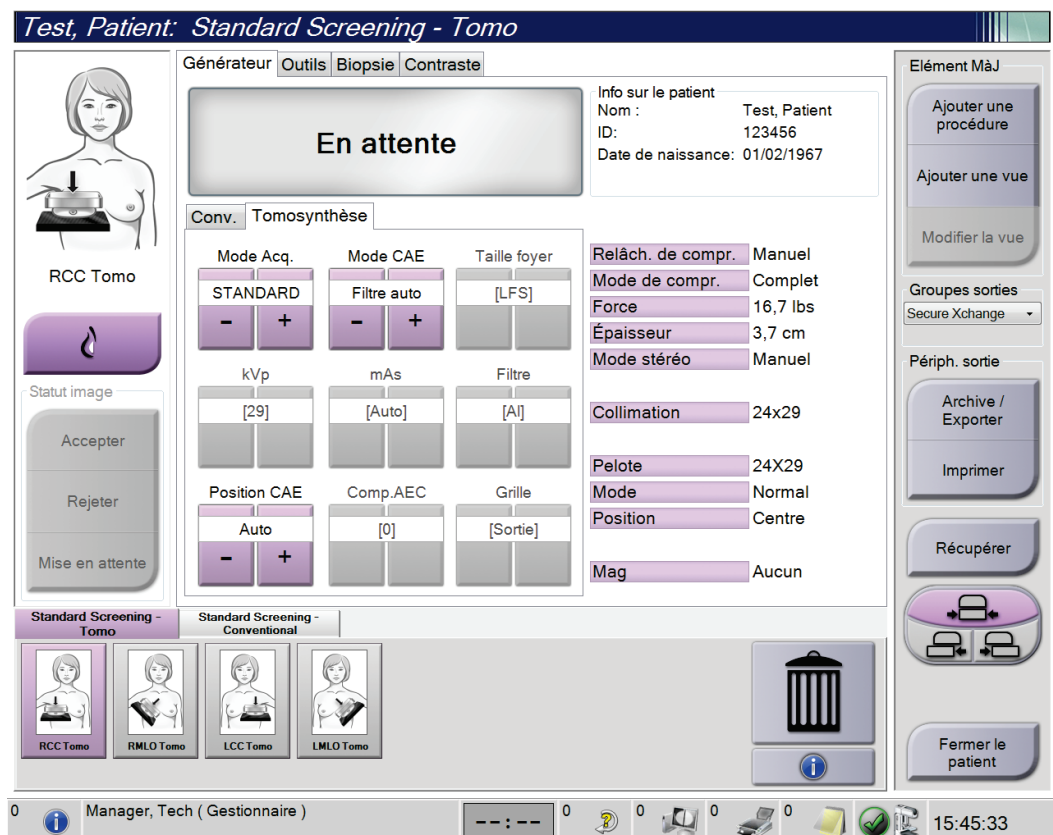 Test, Patient: Standard Screening - Tomo
Générateur Outils Biopsie Contraste
RCC Tomo
Statut image
Accepter
Rejeter
Mise en attente
En attente
Info sur le patient
Nom : Test, Patient
ID: 123456
Date de naissance: 01/02/1967
Conv. Tomosynthèse
Mode Acq. Mode CAE Taille foyer
STANDARD Filtre auto [LFS]
- + - +
kVp mAs Filtre
[29] [Auto] [Al]
Position CAE Comp.AEC Grille
Auto [0] [Sortie]
- +
Relâch. de compr. Manuel
Mode de compr. Complet
Force 16,7 lbs
Épaisseur 3,7 cm
Mode stéréo Manuel
Collimation 24x29
Pelote 24X29
Mode Normal
Position Centre
Mag Aucun
Elément MàJ
Ajouter une
procédure
Ajouter une vue
Modifier la vue
Groupes sorties
Secure Xchange
Périph. sortie
Archive /
Exporter
Imprimer
Récupérer
Fermer le
patient
Standard Screening -
Tomo
Standard Screening -
Conventional
RCC Tomo RMLO Tomo LCC Tomo LMLO Tomo
0 Manager, Tech ( Gestionnaire ) --:-- 0 0 0 0 15:45:33